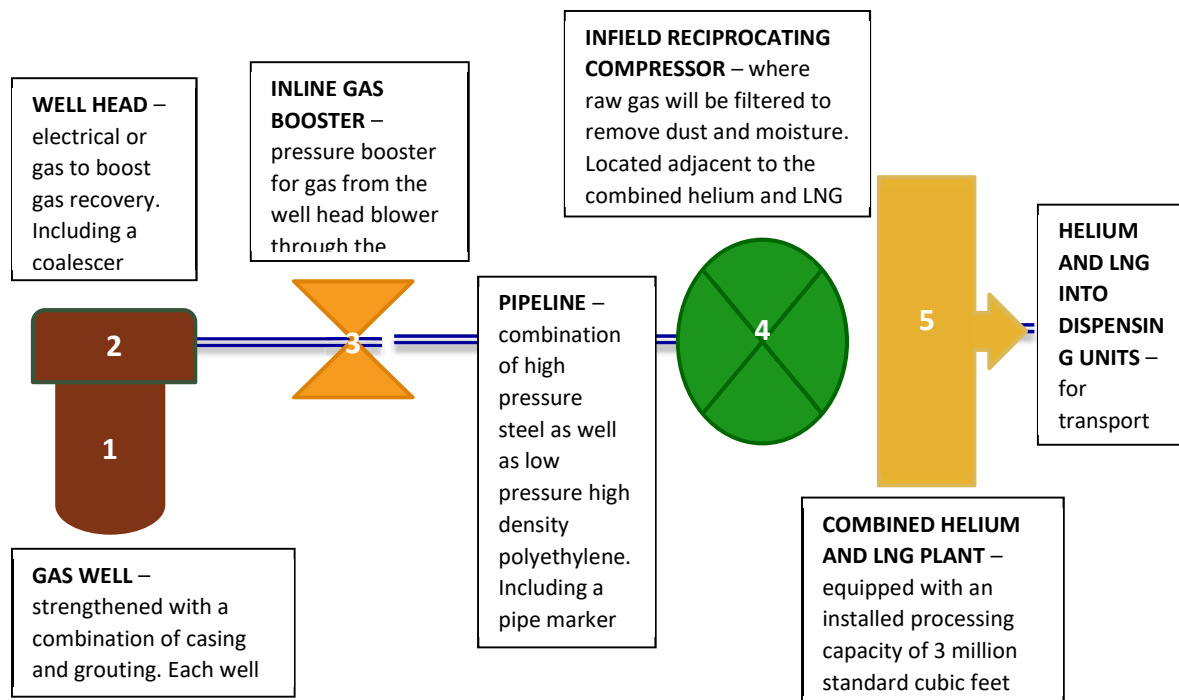 WELL HEAD –
electrical or
gas to boost
gas recovery.
Including a
coalescer
INLINE GAS
BOOSTER –
pressure booster
for gas from the
well head blower
through the
INFIELD RECIPROCATING
COMPRESSOR – where
raw gas will be filtered to
remove dust and moisture.
Located adjacent to the
combined helium and LNG
HELIUM
AND LNG
INTO
DISPENSIN
G UNITS –
for
transport
2
1
3
PIPELINE –
combination
of high
pressure
steel as well
as low
pressure high
density
polyethylene.
Including a
pipe marker
4
5
GAS WELL –
strengthened with a
combination of casing
and grouting. Each well
COMBINED HELIUM
AND LNG PLANT –
equipped with an
installed processing
capacity of 3 million
standard cubic feet